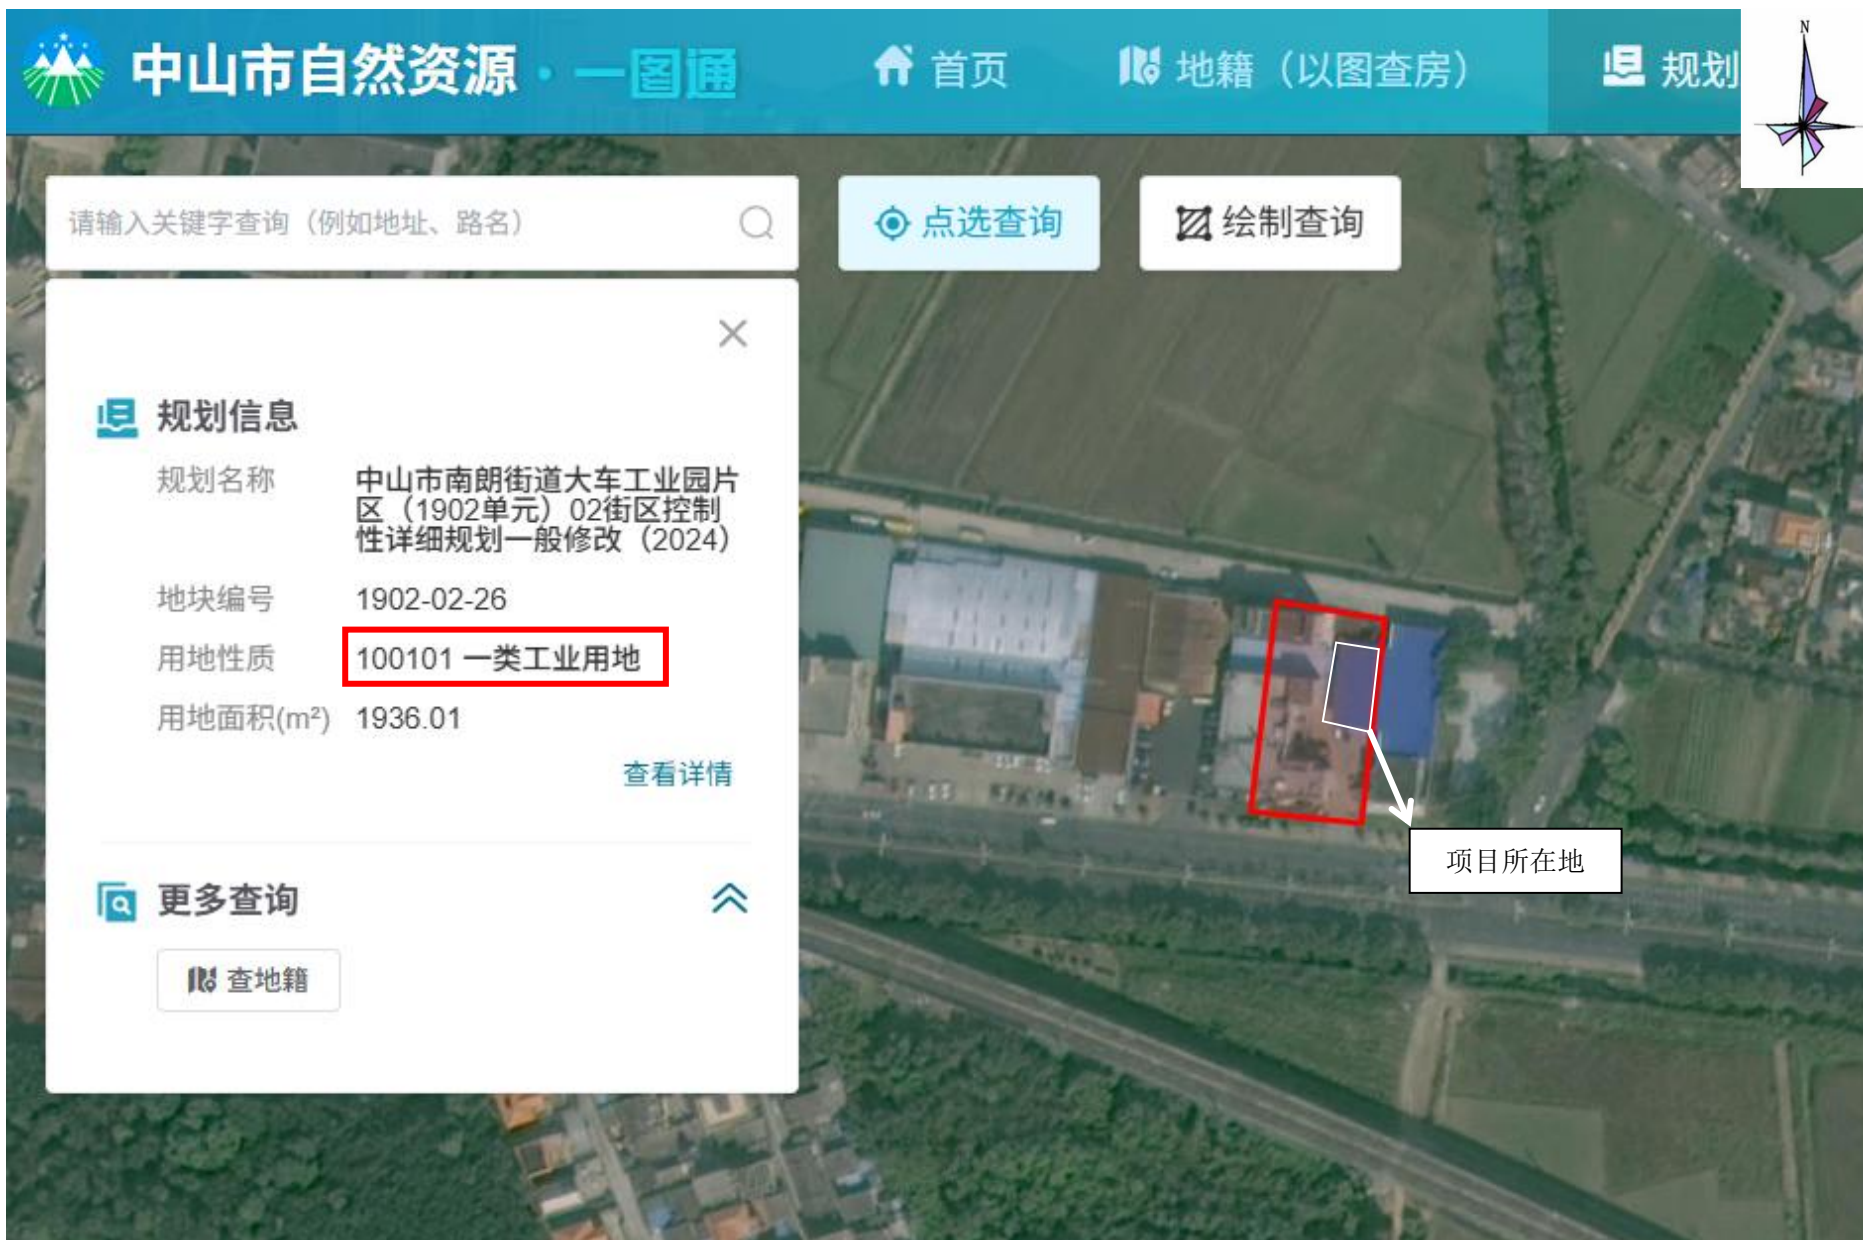 中山市自然资源·一图通
首页
地籍（以图查房）
规划
N
请输入关键字查询（例如地址、路名）
点选查询
绘制查询
规划信息
规划名称
中山市南朗街道大车工业园片
区（1902单元）02街区控制
性详细规划一般修改（2024）
地块编号
1902-02-26
用地性质
100101 一类工业用地
用地面积(m²)
1936.01
查看详情
项目所在地
更多查询
查地籍